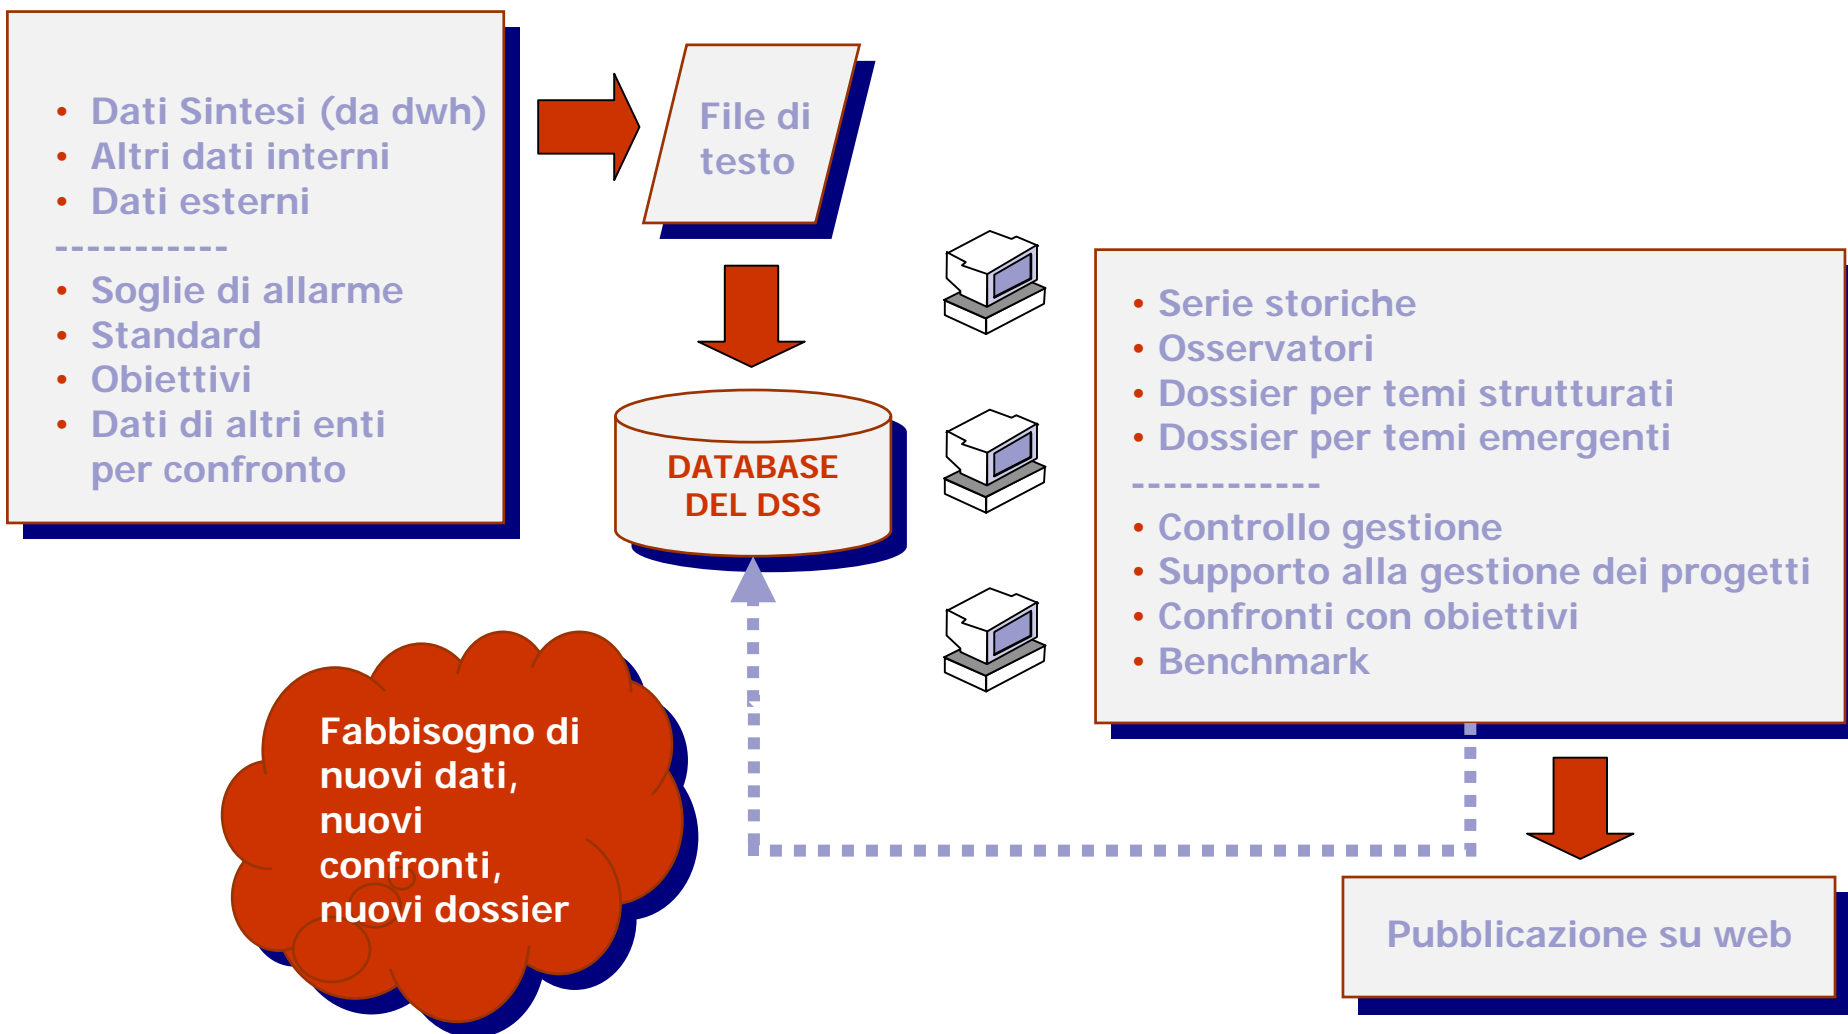 • Dati Sintesi (da dwh)
• Altri dati interni
• Dati esterni
-----------
• Soglie di allarme
• Standard
• Obiettivi
• Dati di altri enti
per confronto
File di
testo
DATABASE
DEL DSS
• Serie storiche
• Osservatori
• Dossier per temi strutturati
• Dossier per temi emergenti
------------
• Controllo gestione
• Supporto alla gestione dei progetti
• Confronti con obiettivi
• Benchmark
Fabbisogno di
nuovi dati,
nuovi
confronti,
nuovi dossier
Pubblicazione su web